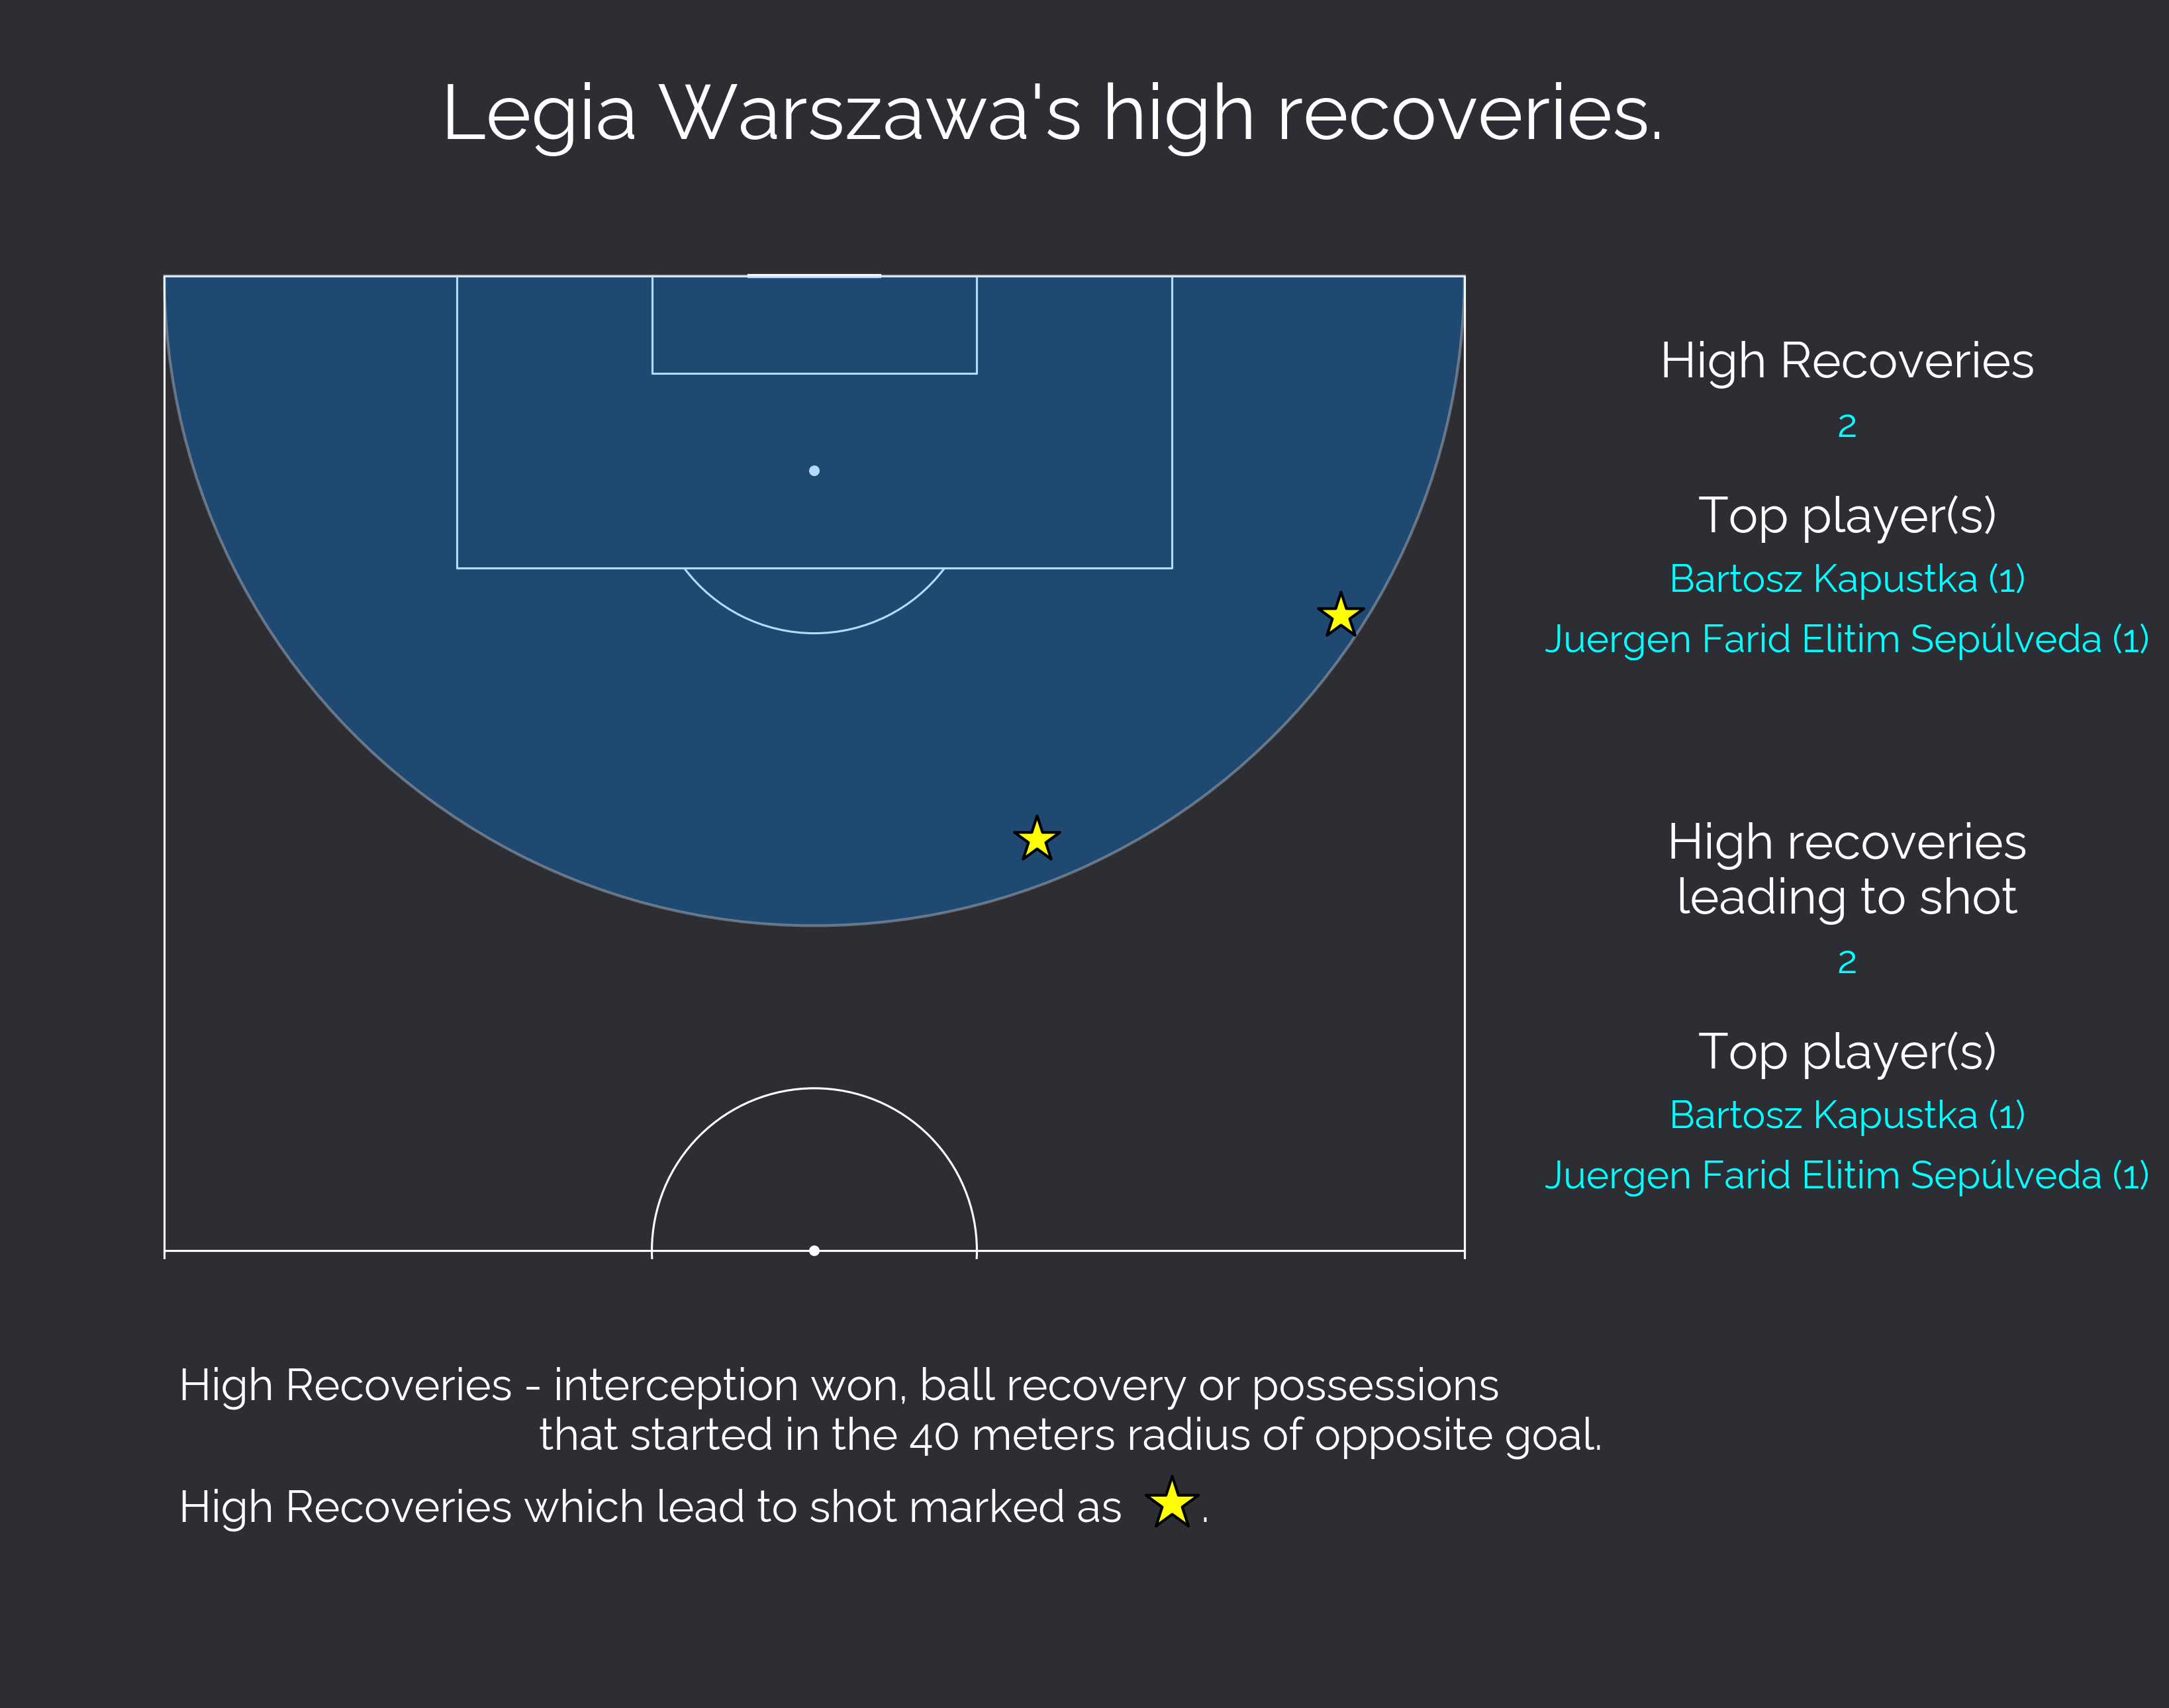 Legia Warszawa's high recoveries.
High Recoveries
2
Top player(s)
Bartosz Kapustka (1)
Juergen Farid Elitim Sepúlveda (1)
High recoveries
leading to shot
2
Top player(s)
Bartosz Kapustka (1)
Juergen Farid Elitim Sepúlveda (1)
High Recoveries - interception won, ball recovery or possessions
that started in the 40 meters radius of opposite goal.
High Recoveries which lead to shot marked as .